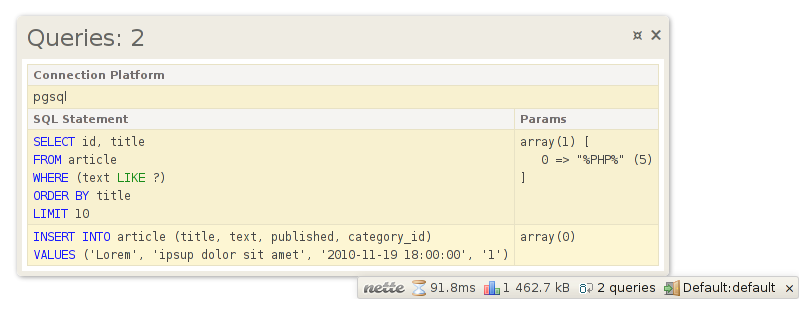 Queries: 2
Connection Platform
pgsql
SQL Statement Params
SELECT id, title
FROM article
WHERE (text LIKE ?)
ORDER BY title
LIMIT 10
array(1) [
0 => "%PHP%" (5)
]
INSERT INTO article (title, text, published, category_id)
VALUES ('Lorem', 'ipsup dolor sit amet', '2010-11-19 18:00:00', '1')
array(0)
nette 91.8ms 1 462.7 kB 2 queries Default:default ×